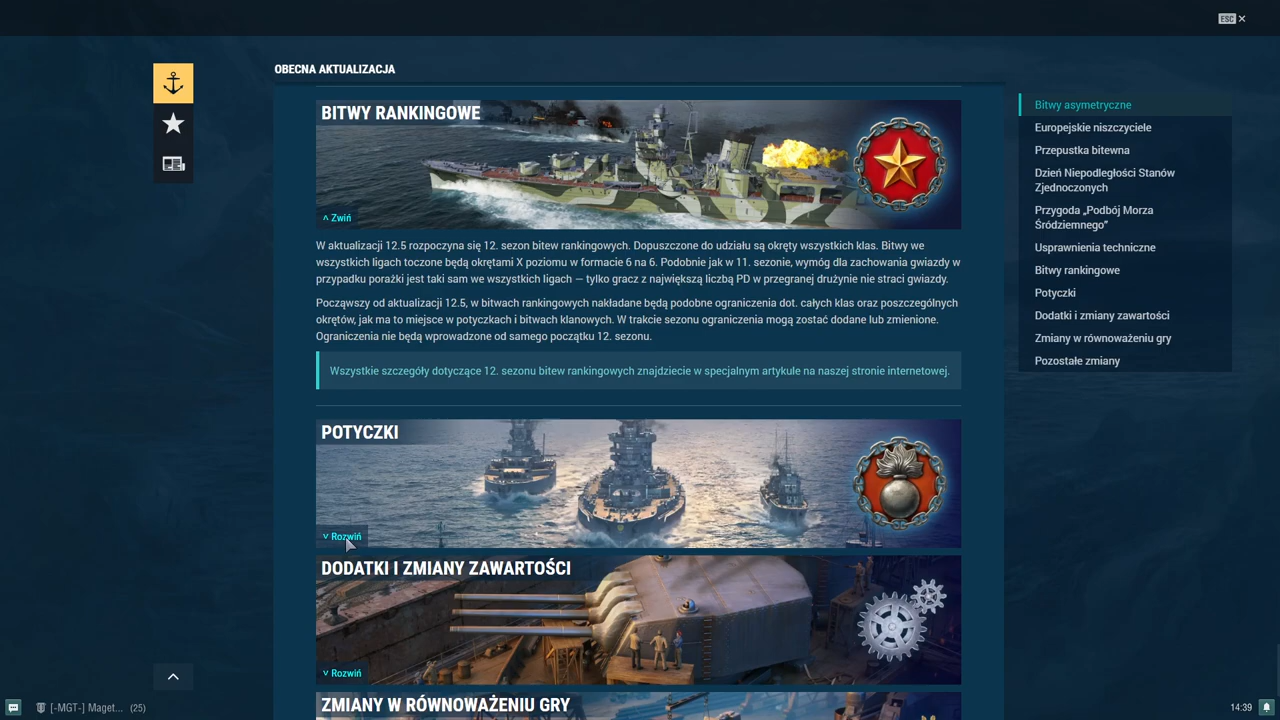 ESC ×
OBECNA AKTUALIZACJA
BITWY RANKINGOWE
˄ Zwiń
W aktualizacji 12.5 rozpoczyna się 12. sezon bitew rankingowych. Dopuszczone do udziału są okręty wszystkich klas. Bitwy we
wszystkich ligach toczone będą okrętami X poziomu w formacie 6 na 6. Podobnie jak w 11. sezonie, wymóg dla zachowania gwiazdy w
przypadku porażki jest taki sam we wszystkich ligach — tylko gracz z największą liczbą PD w przegranej drużynie nie straci gwiazdy.
Począwszy od aktualizacji 12.5, w bitwach rankingowych nakładane będą podobne ograniczenia dot. całych klas oraz poszczególnych
okrętów, jak ma to miejsce w potyczkach i bitwach klanowych. W trakcie sezonu ograniczenia mogą zostać dodane lub zmienione.
Ograniczenia nie będą wprowadzone od samego początku 12. sezonu.
Wszystkie szczegóły dotyczące 12. sezonu bitew rankingowych znajdziecie w specjalnym artykule na naszej stronie internetowej.
POTYCZKI
˅ Rozwiń
DODATKI I ZMIANY ZAWARTOŚCI
˅ Rozwiń
ZMIANY W RÓWNOWAŻENIU GRY
Bitwy asymetryczne
Europejskie niszczyciele
Przepustka bitewna
Dzień Niepodległości Stanów
Zjednoczonych
Przygoda „Podbój Morza
Śródziemnego”
Usprawnienia techniczne
Bitwy rankingowe
Potyczki
Dodatki i zmiany zawartości
Zmiany w równoważeniu gry
Pozostałe zmiany
[-MGT-] Maget... (25)
14:39